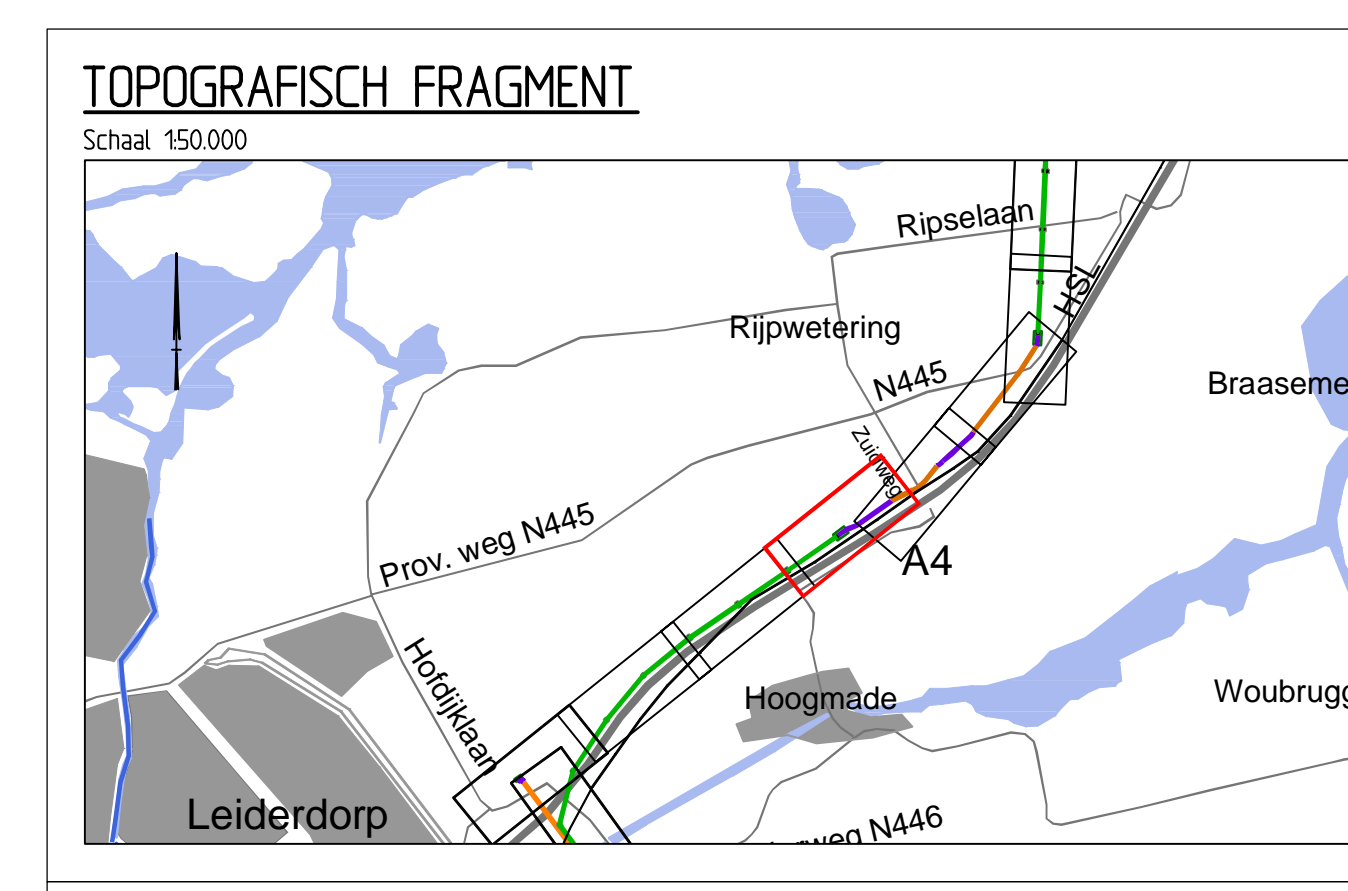 TOPOGRAFISCH FRAGMENT
Schaal 1:50.000
Ripselaan
HSL
Rijpwetering
N445
Braaseme
Zuidweg
Prov. weg N445
A4
Hofdijklaan
Hoogmade
Woubrugg
Leiderdorp
rweg N446